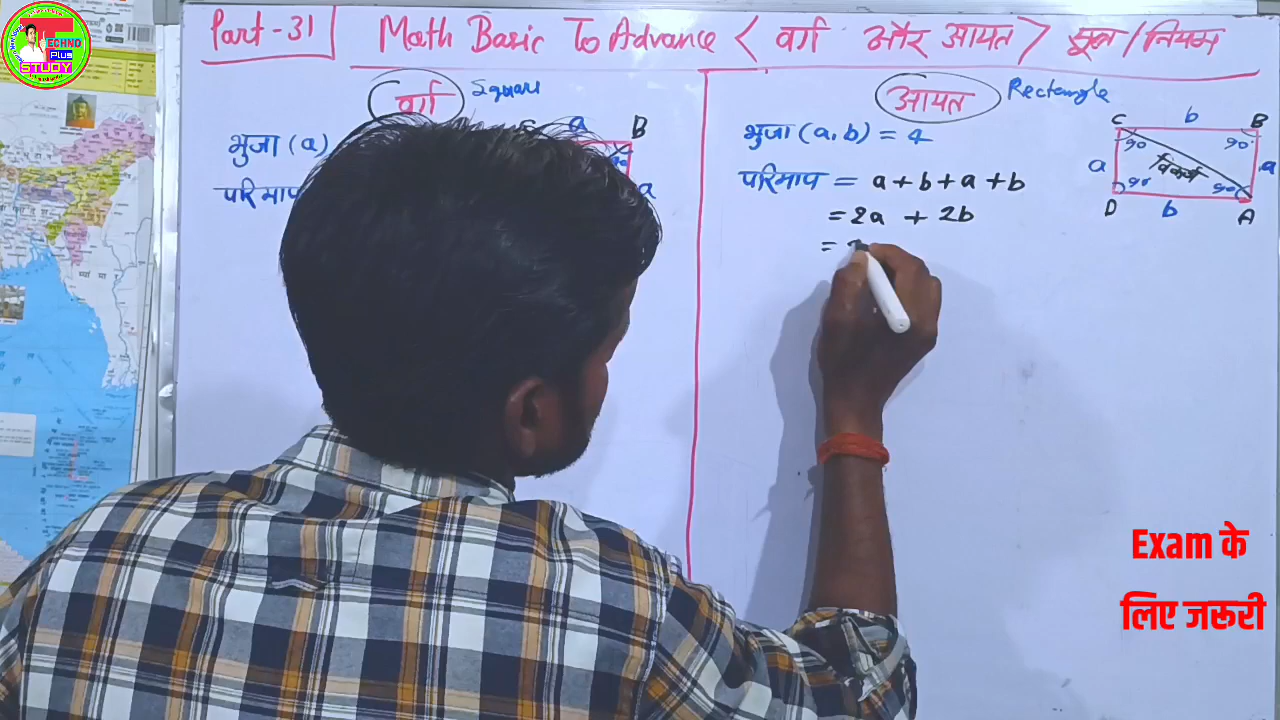 TECHNO
Plus
STUDY
Part-31
Math Basic To Advance < वर्ग और आयत > सूत्र/नियम
वर्ग Square
भुजा (a)
परिमाप
a
B
a
आयत Rectangle
भुजा (a,b) = 4
परिमाप = a+b+a+b
= 2a + 2b
=
C b B
90 90
a विकर्ण a
90 90
D b A
Exam के
लिए जरूरी